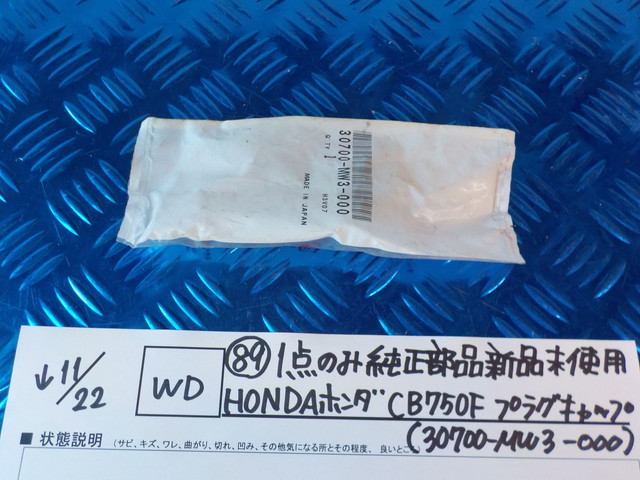 30700-MW3-000
Q'TY 1
HSV07
MADE IN JAPAN
↓11/22
WD
89 1点のみ純正部品新品未使用
HONDAホンダ CB750F プラグキャップ
(30700-MW3-000)
■ 状態説明 (サビ、キズ、ワレ、曲がり、切れ、凹み、その他気になる所とその程度、良いとこ